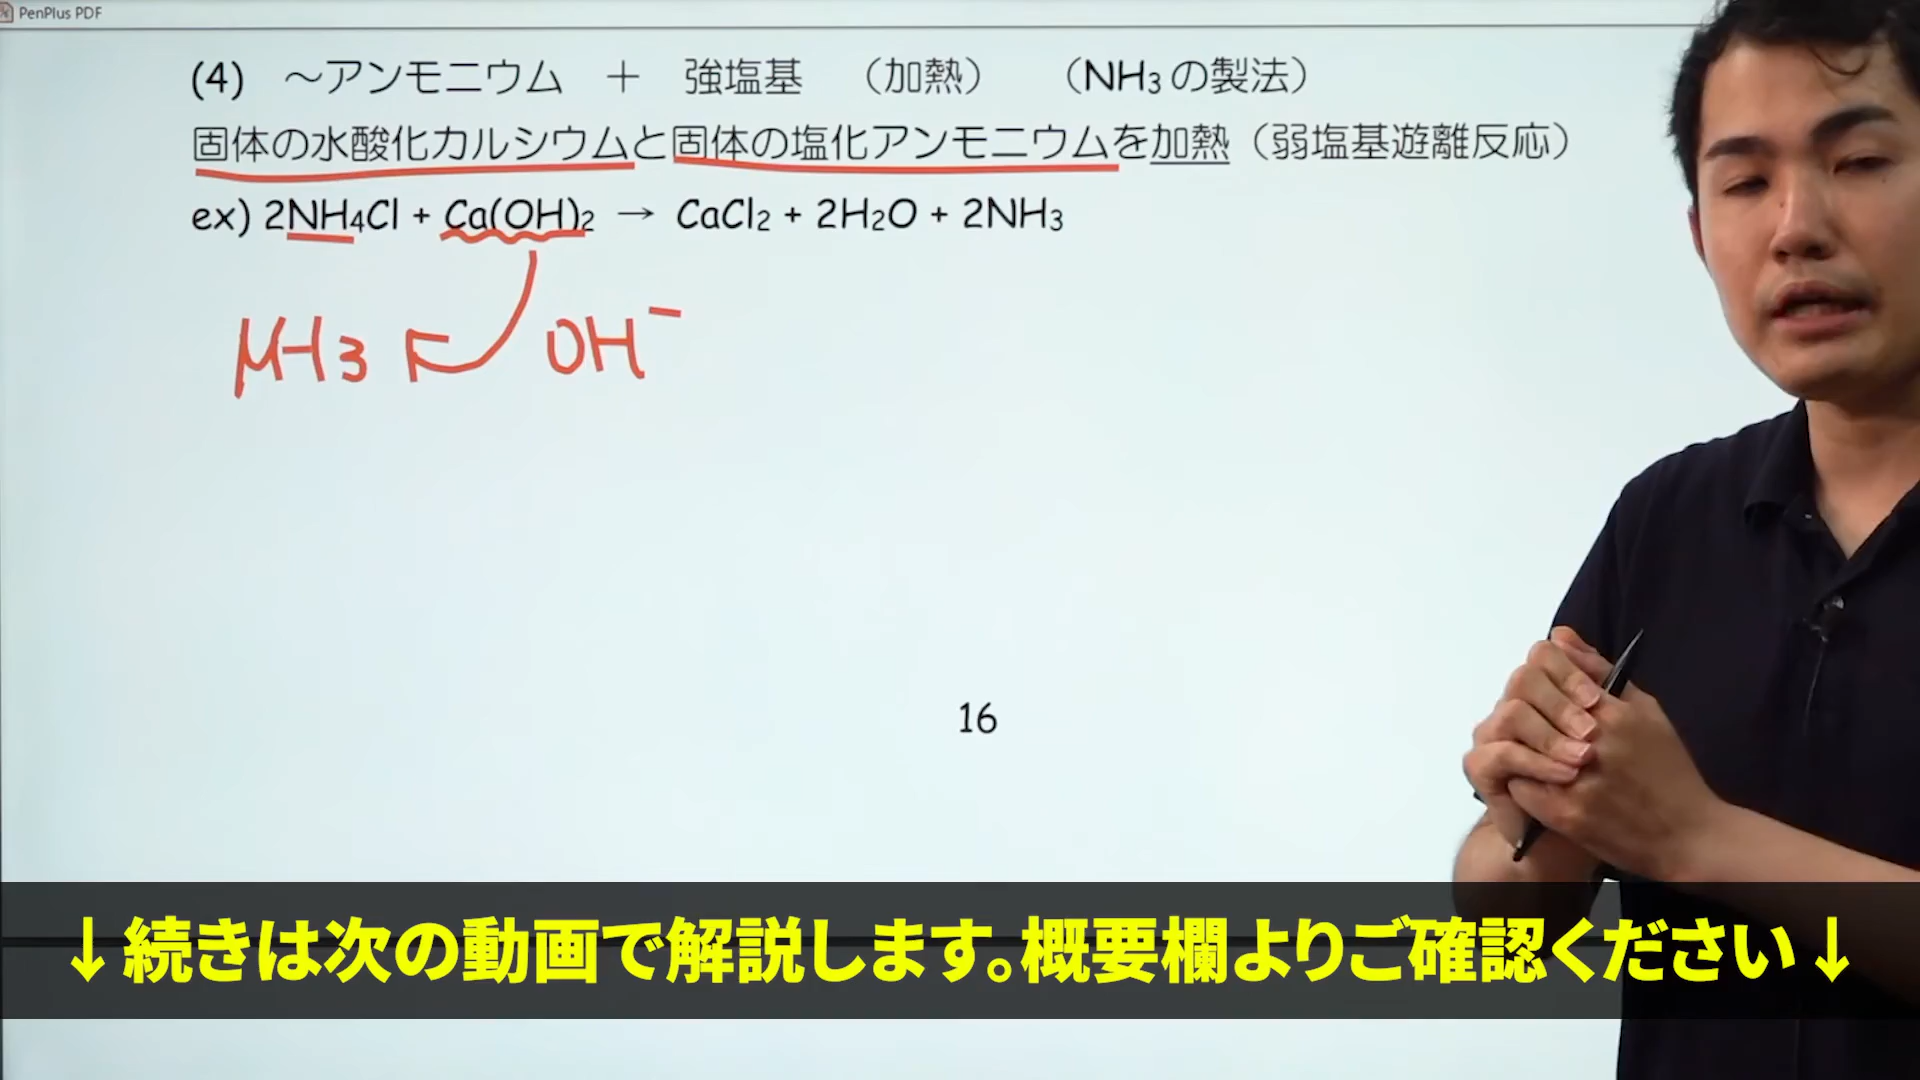 PenPlus PDF
(4) ～アンモニウム ＋ 強塩基 （加熱） （NH3の製法）
固体の水酸化カルシウムと固体の塩化アンモニウムを加熱（弱塩基遊離反応）
ex) 2NH4Cl + Ca(OH)2 → CaCl2 + 2H2O + 2NH3
NH3 OH⁻
16
↓続きは次の動画で解説します。概要欄よりご確認ください↓